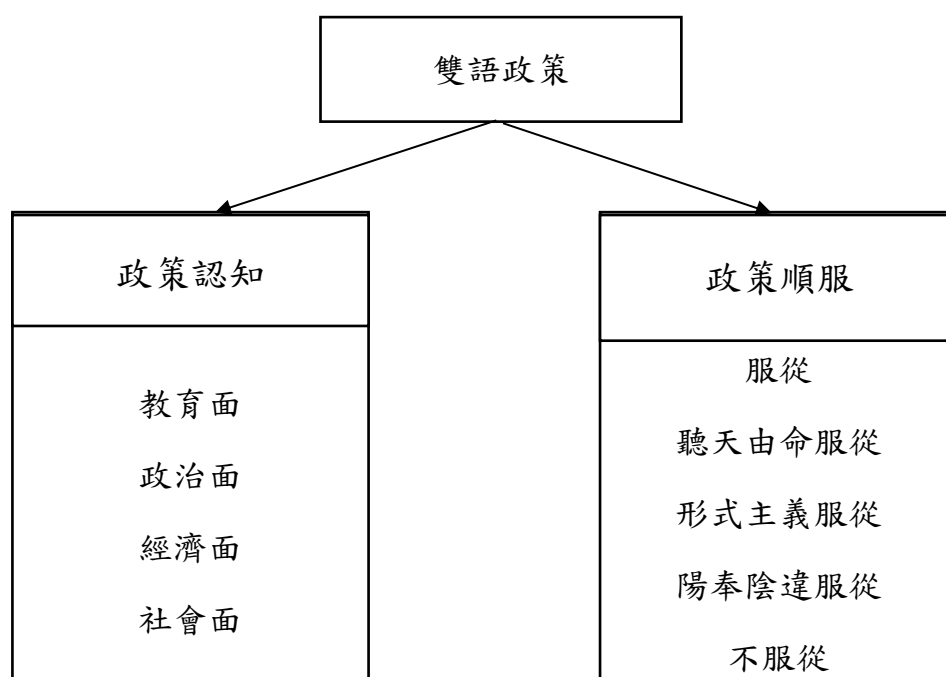 雙語政策
政策認知
教育面
政治面
經濟面
社會面
政策順服
服從
聽天由命服從
形式主義服從
陽奉陰違服從
不服從